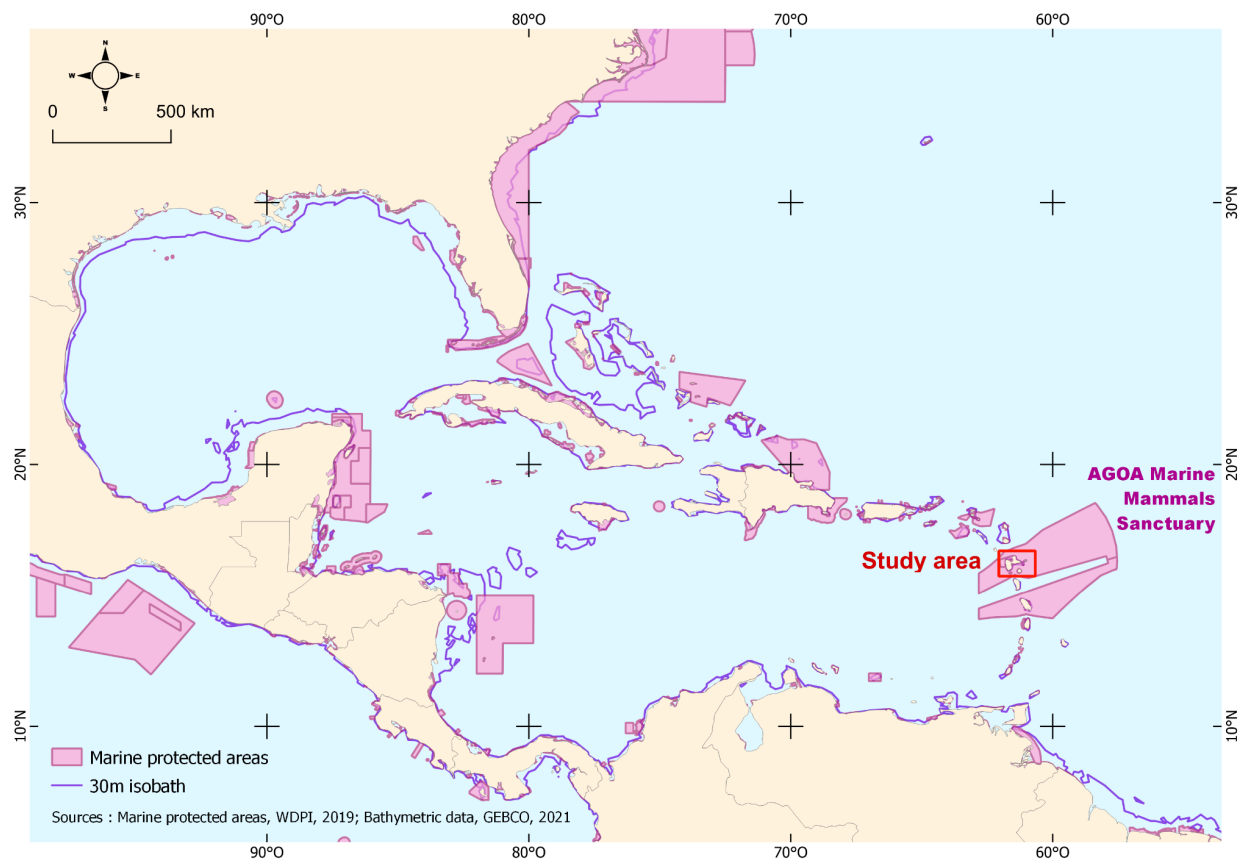 90°O 80°O 70°O 60°O
N
W E
S
0 500 km
30°N 30°N
20°N 20°N
AGOA Marine
Mammals
Sanctuary
Study area
10°N 10°N
Marine protected areas
30m isobath
Sources : Marine protected areas, WDPI, 2019; Bathymetric data, GEBCO, 2021
90°O 80°O 70°O 60°O